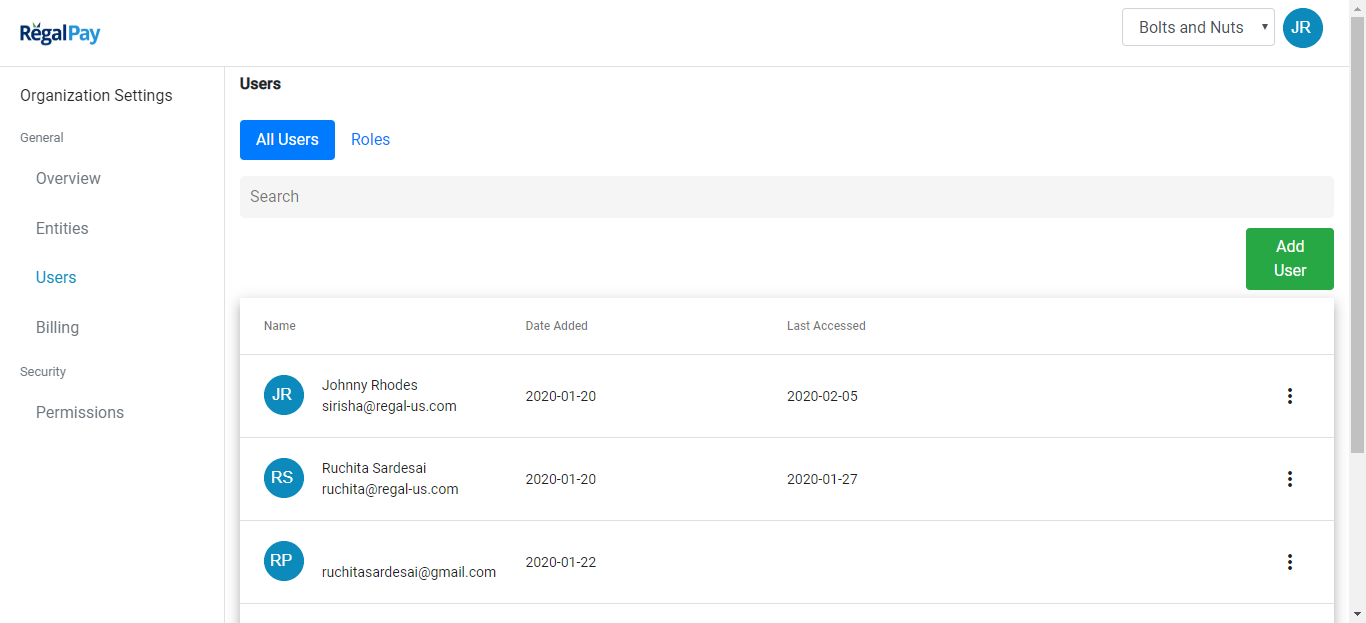 RegalPay
Bolts and Nuts
JR
Organization Settings
General
Overview
Entities
Users
Billing
Security
Permissions
Users
All Users
Roles
Search
Add
User
Name
Date Added
Last Accessed
JR
Johnny Rhodes
sirisha@regal-us.com
2020-01-20
2020-02-05
RS
Ruchita Sardesai
ruchita@regal-us.com
2020-01-20
2020-01-27
RP
ruchitasardesai@gmail.com
2020-01-22